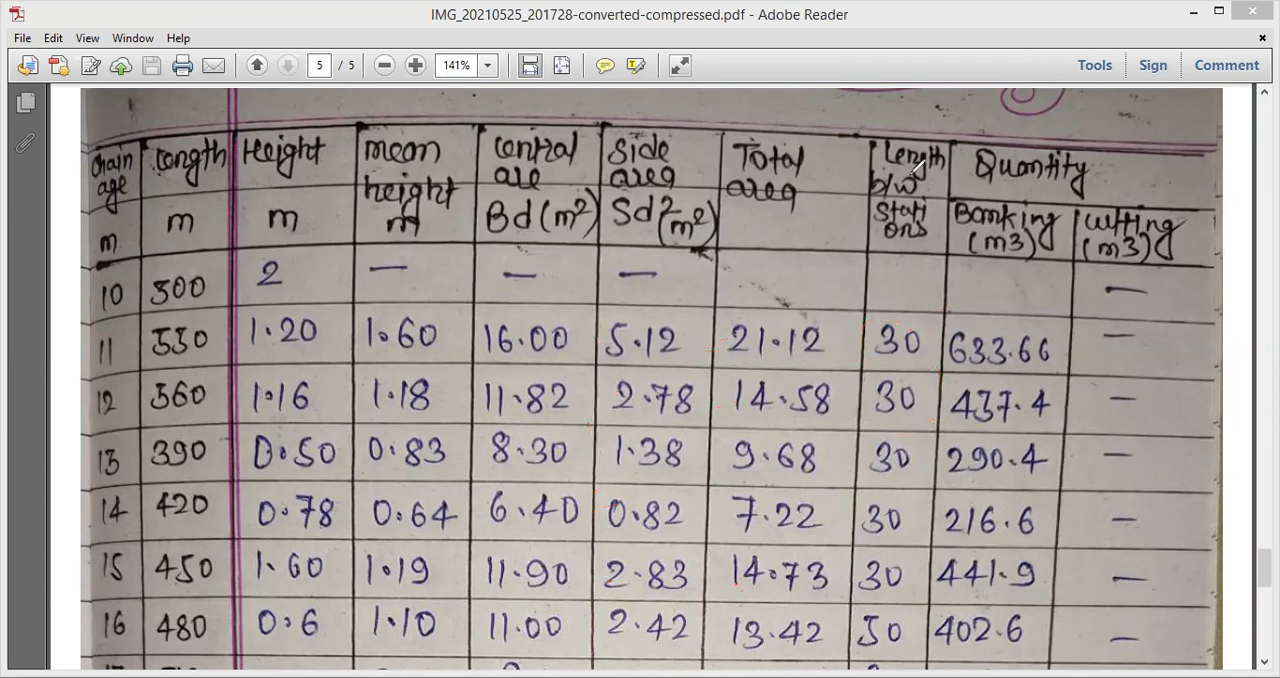 IMG_20210525_201728-converted-compressed.pdf - Adobe Reader
File Edit View Window Help
5 / 5 141% Tools Sign Comment
Chain age m Length m Height m mean height m central are Bd (m²) Side area Sd² (m²) Total area Length b/w Stati ons Quantity
Banking (m3) cutting (m3)
10 300 2 — — — —
11 330 1.20 1.60 16.00 5.12 21.12 30 633.66 —
12 360 1.16 1.18 11.82 2.78 14.58 30 437.4 —
13 390 0.50 0.83 8.30 1.38 9.68 30 290.4 —
14 420 0.78 0.64 6.40 0.82 7.22 30 216.6 —
15 450 1.60 1.19 11.90 2.83 14.73 30 441.9 —
16 480 0.6 1.10 11.00 2.42 13.42 30 402.6 —